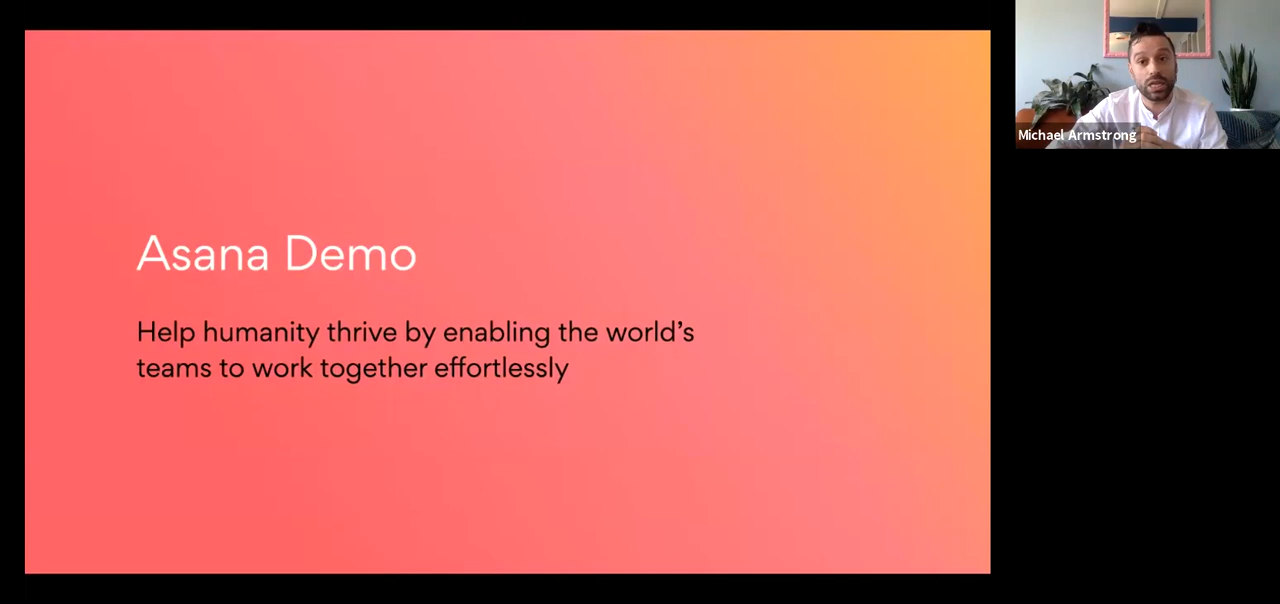 Asana Demo
Help humanity thrive by enabling the world’s
teams to work together effortlessly
Michael Armstrong